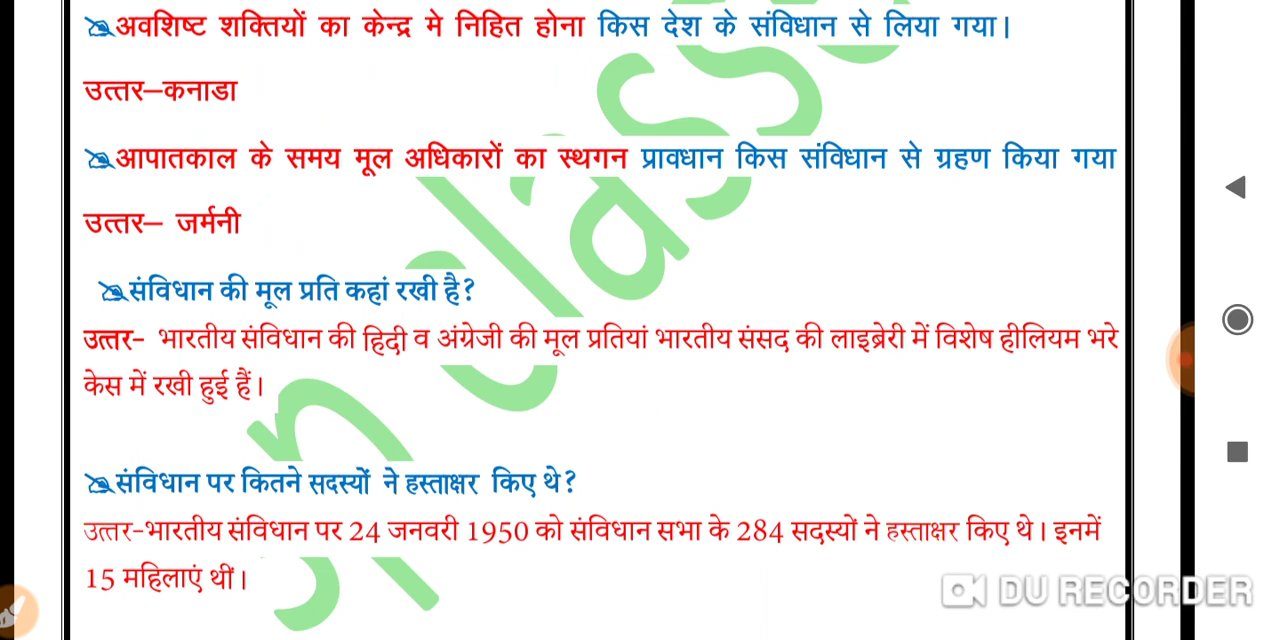 अवशिष्ट शक्तियों का केन्द्र मे निहित होना किस देश के संविधान से लिया गया।
उत्तर–कनाडा
आपातकाल के समय मूल अधिकारों का स्थगन प्रावधान किस संविधान से ग्रहण किया गया
उत्तर– जर्मनी
संविधान की मूल प्रति कहां रखी है?
उत्तर- भारतीय संविधान की हिंदी व अंग्रेजी की मूल प्रतियां भारतीय संसद की लाइब्रेरी में विशेष हीलियम भरे
केस में रखी हुई हैं।
संविधान पर कितने सदस्यों ने हस्ताक्षर किए थे?
उत्तर-भारतीय संविधान पर 24 जनवरी 1950 को संविधान सभा के 284 सदस्यों ने हस्ताक्षर किए थे। इनमें
15 महिलाएं थीं।
DU RECORDER